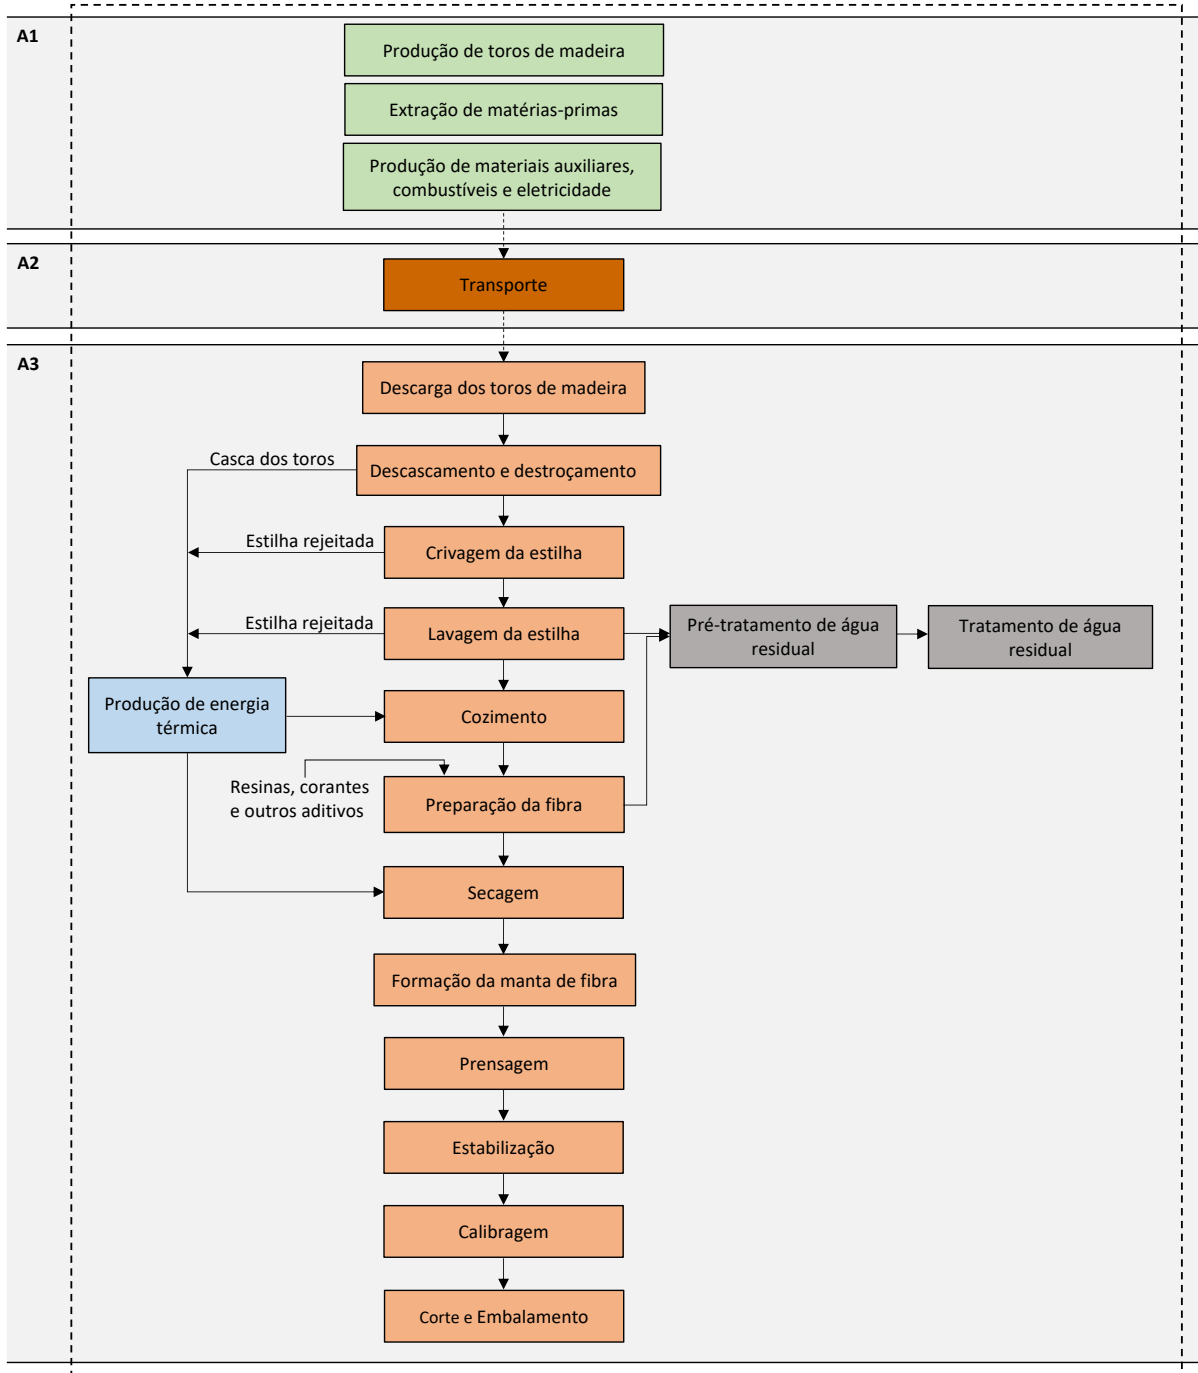 A1
Produção de toros de madeira
Extração de matérias-primas
Produção de materiais auxiliares,
combustíveis e eletricidade
A2
Transporte
A3
Descarga dos toros de madeira
Casca dos toros
Descascamento e destroçamento
Estilha rejeitada
Crivagem da estilha
Estilha rejeitada
Lavagem da estilha
Pré-tratamento de água
residual
Tratamento de água
residual
Produção de energia
térmica
Cozimento
Resinas, corantes
e outros aditivos
Preparação da fibra
Secagem
Formação da manta de fibra
Prensagem
Estabilização
Calibragem
Corte e Embalamento